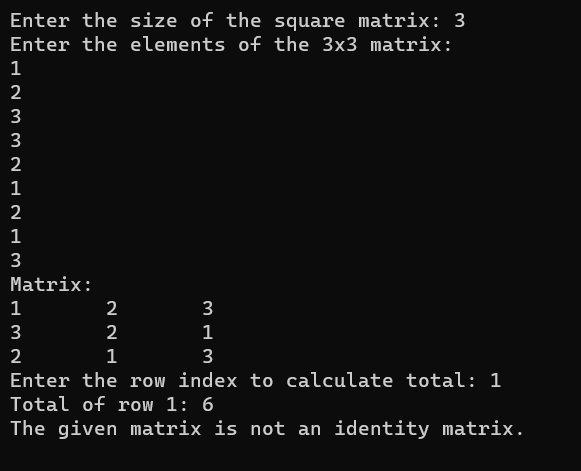 Enter the size of the square matrix: 3
Enter the elements of the 3x3 matrix:
1
2
3
3
2
1
2
1
3
Matrix:
1       2       3
3       2       1
2       1       3
Enter the row index to calculate total: 1
Total of row 1: 6
The given matrix is not an identity matrix.